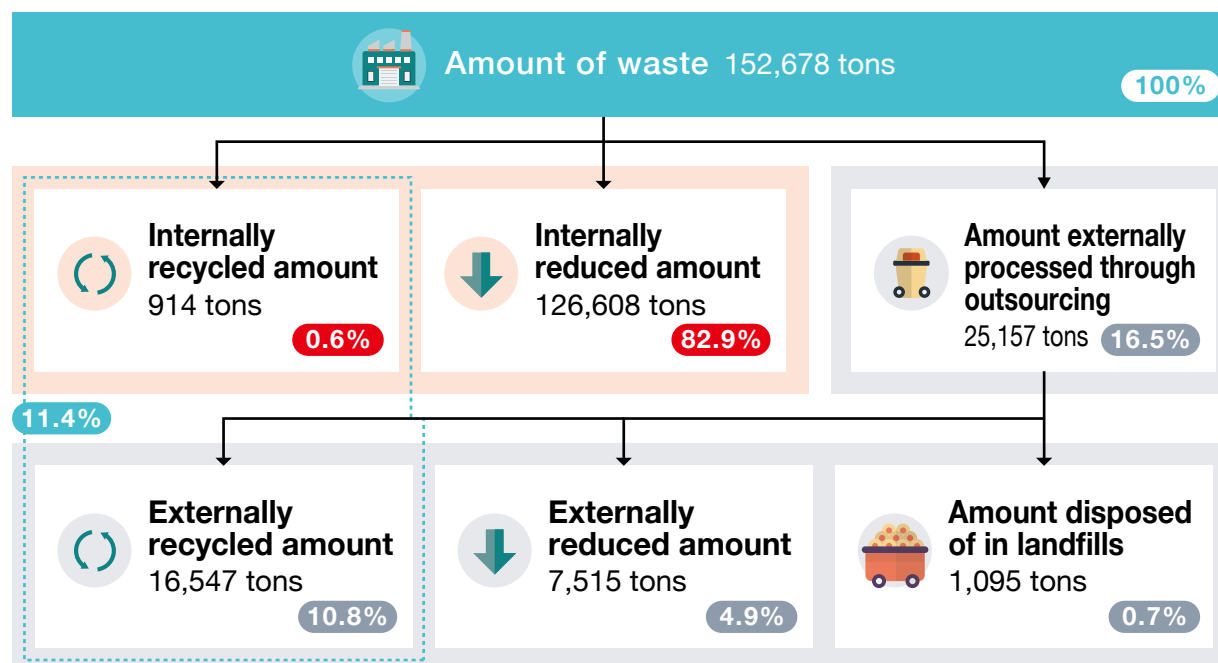 Amount of waste 152,678 tons
100%
Internally
recycled amount
914 tons
0.6%
Internally
reduced amount
126,608 tons
82.9%
Amount externally
processed through
outsourcing
25,157 tons 16.5%
11.4%
Externally
recycled amount
16,547 tons
10.8%
Externally
reduced amount
7,515 tons
4.9%
Amount disposed
of in landfills
1,095 tons
0.7%